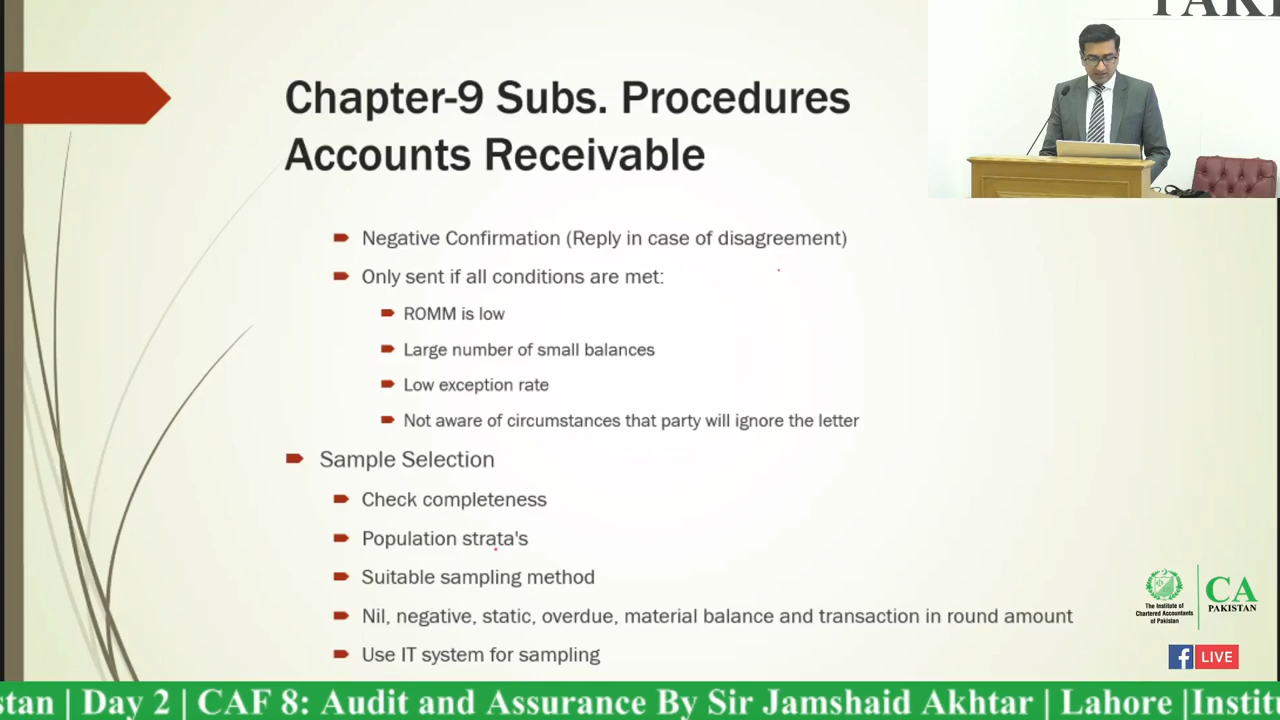 Chapter-9 Subs. Procedures
Accounts Receivable
Negative Confirmation (Reply in case of disagreement)
Only sent if all conditions are met:
ROMM is low
Large number of small balances
Low exception rate
Not aware of circumstances that party will ignore the letter
Sample Selection
Check completeness
Population strata's
Suitable sampling method
Nil, negative, static, overdue, material balance and transaction in round amount
Use IT system for sampling
The Institute of
Chartered Accountants
of Pakistan
CA
PAKISTAN
f LIVE
stan | Day 2 | CAF 8: Audit and Assurance By Sir Jamshaid Akhtar | Lahore |Instit